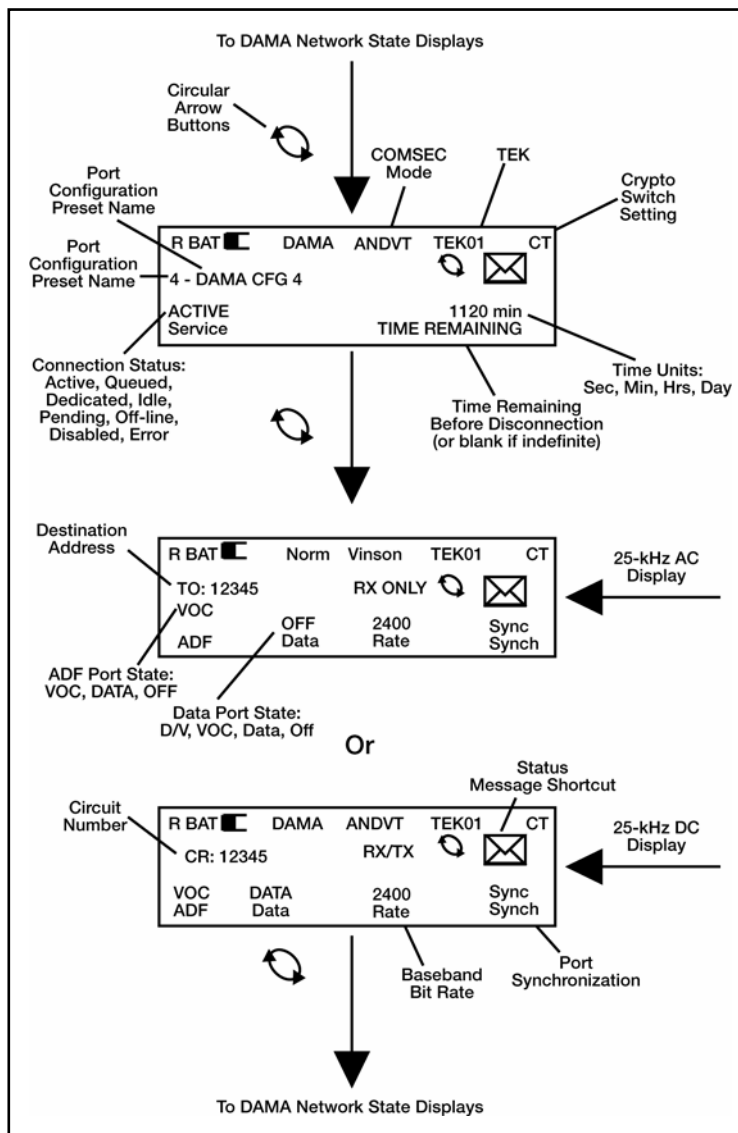 To DAMA Network State Displays
Circular
Arrow
Buttons
COMSEC
Mode
TEK
Crypto
Switch
Setting
Port
Configuration
Preset Name
Port
Configuration
Preset Name
R BAT DAMA ANDVT TEK01 CT
4 - DAMA CFG 4
ACTIVE
Service
1120 min
TIME REMAINING
Connection Status:
Active, Queued,
Dedicated, Idle,
Pending, Off-line,
Disabled, Error
Time Remaining
Before Disconnection
(or blank if indefinite)
Time Units:
Sec, Min, Hrs, Day
Destination
Address
R BAT Norm Vinson TEK01 CT
TO: 12345 RX ONLY
VOC
OFF 2400 Sync
ADF Data Rate Synch
25-kHz AC
Display
ADF Port State:
VOC, DATA, OFF
Data Port State:
D/V, VOC, Data, Off
Or
Status
Message Shortcut
Circuit
Number
R BAT DAMA ANDVT TEK01 CT
CR: 12345 RX/TX
VOC DATA 2400 Sync
ADF Data Rate Synch
25-kHz DC
Display
Baseband
Bit Rate
Port
Synchronization
To DAMA Network State Displays